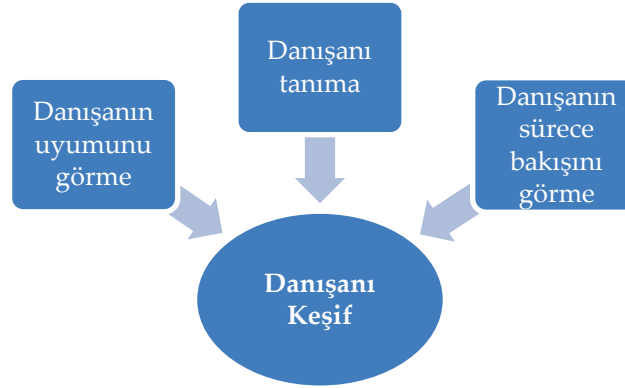 Danışanın
uyumunu
görme
Danışanı
tanıma
Danışanın
sürece
bakışını
görme
Danışanı
Keşif